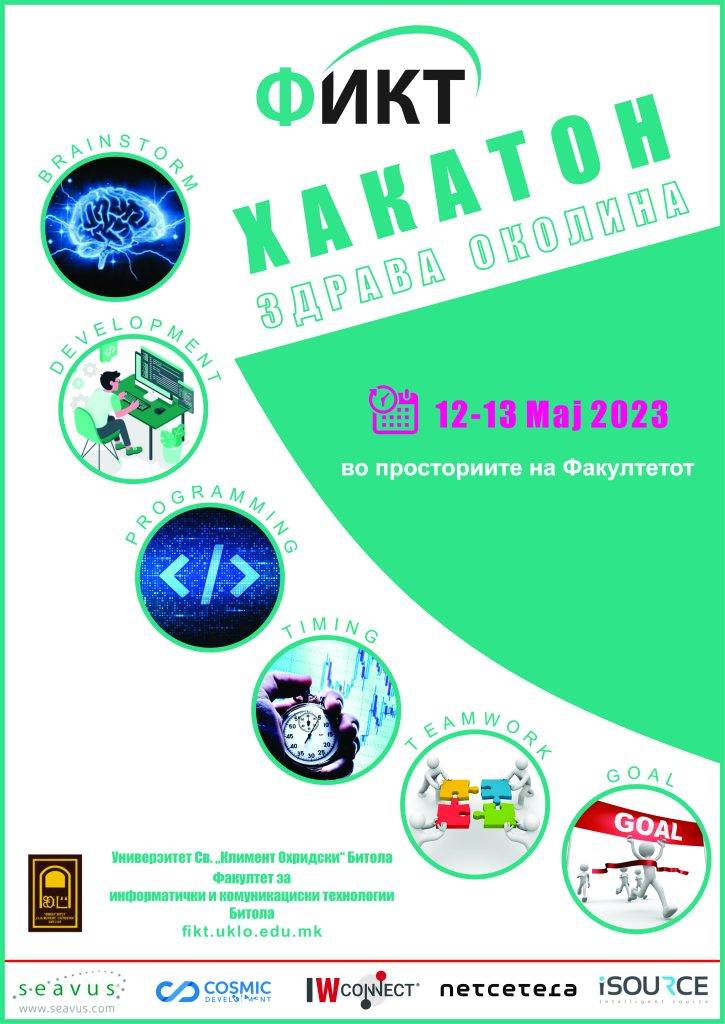 ФИКТ
ХАКАТОН
ЗДРАВА ОКОЛИНА
BRAINSTORM
DEVELOPMENT
12-13 Мај 2023
во просториите на Факултетот
PROGRAMMING
</>
TIMING
TEAMWORK
GOAL
GOAL
Универзитет Св. „Климент Охридски“ Битола
Факултет за
информатички и комуникациски технологии
Битола
fikt.uklo.edu.mk
seavus
www.seavus.com
COSMIC
DEVELOPMENT
IWCONNECT
netcetera
iSOURCE
intelligent source